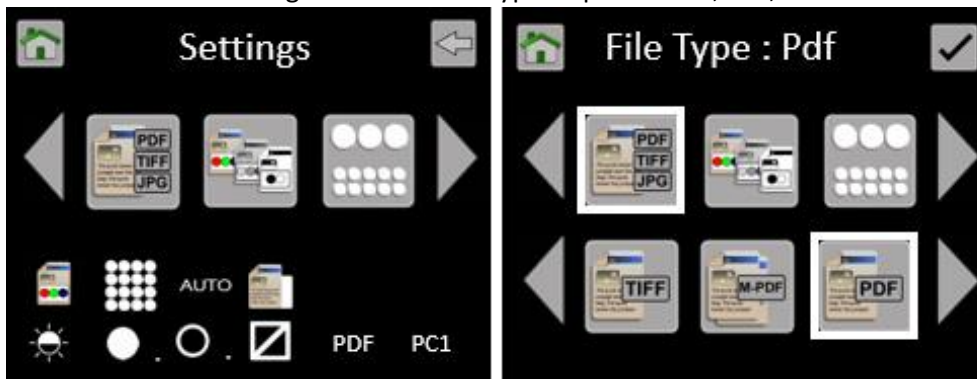 Settings
PDF
TIFF
JPG
AUTO
PDF PC1
File Type : Pdf
PDF
TIFF
JPG
TIFF
M-PDF
PDF